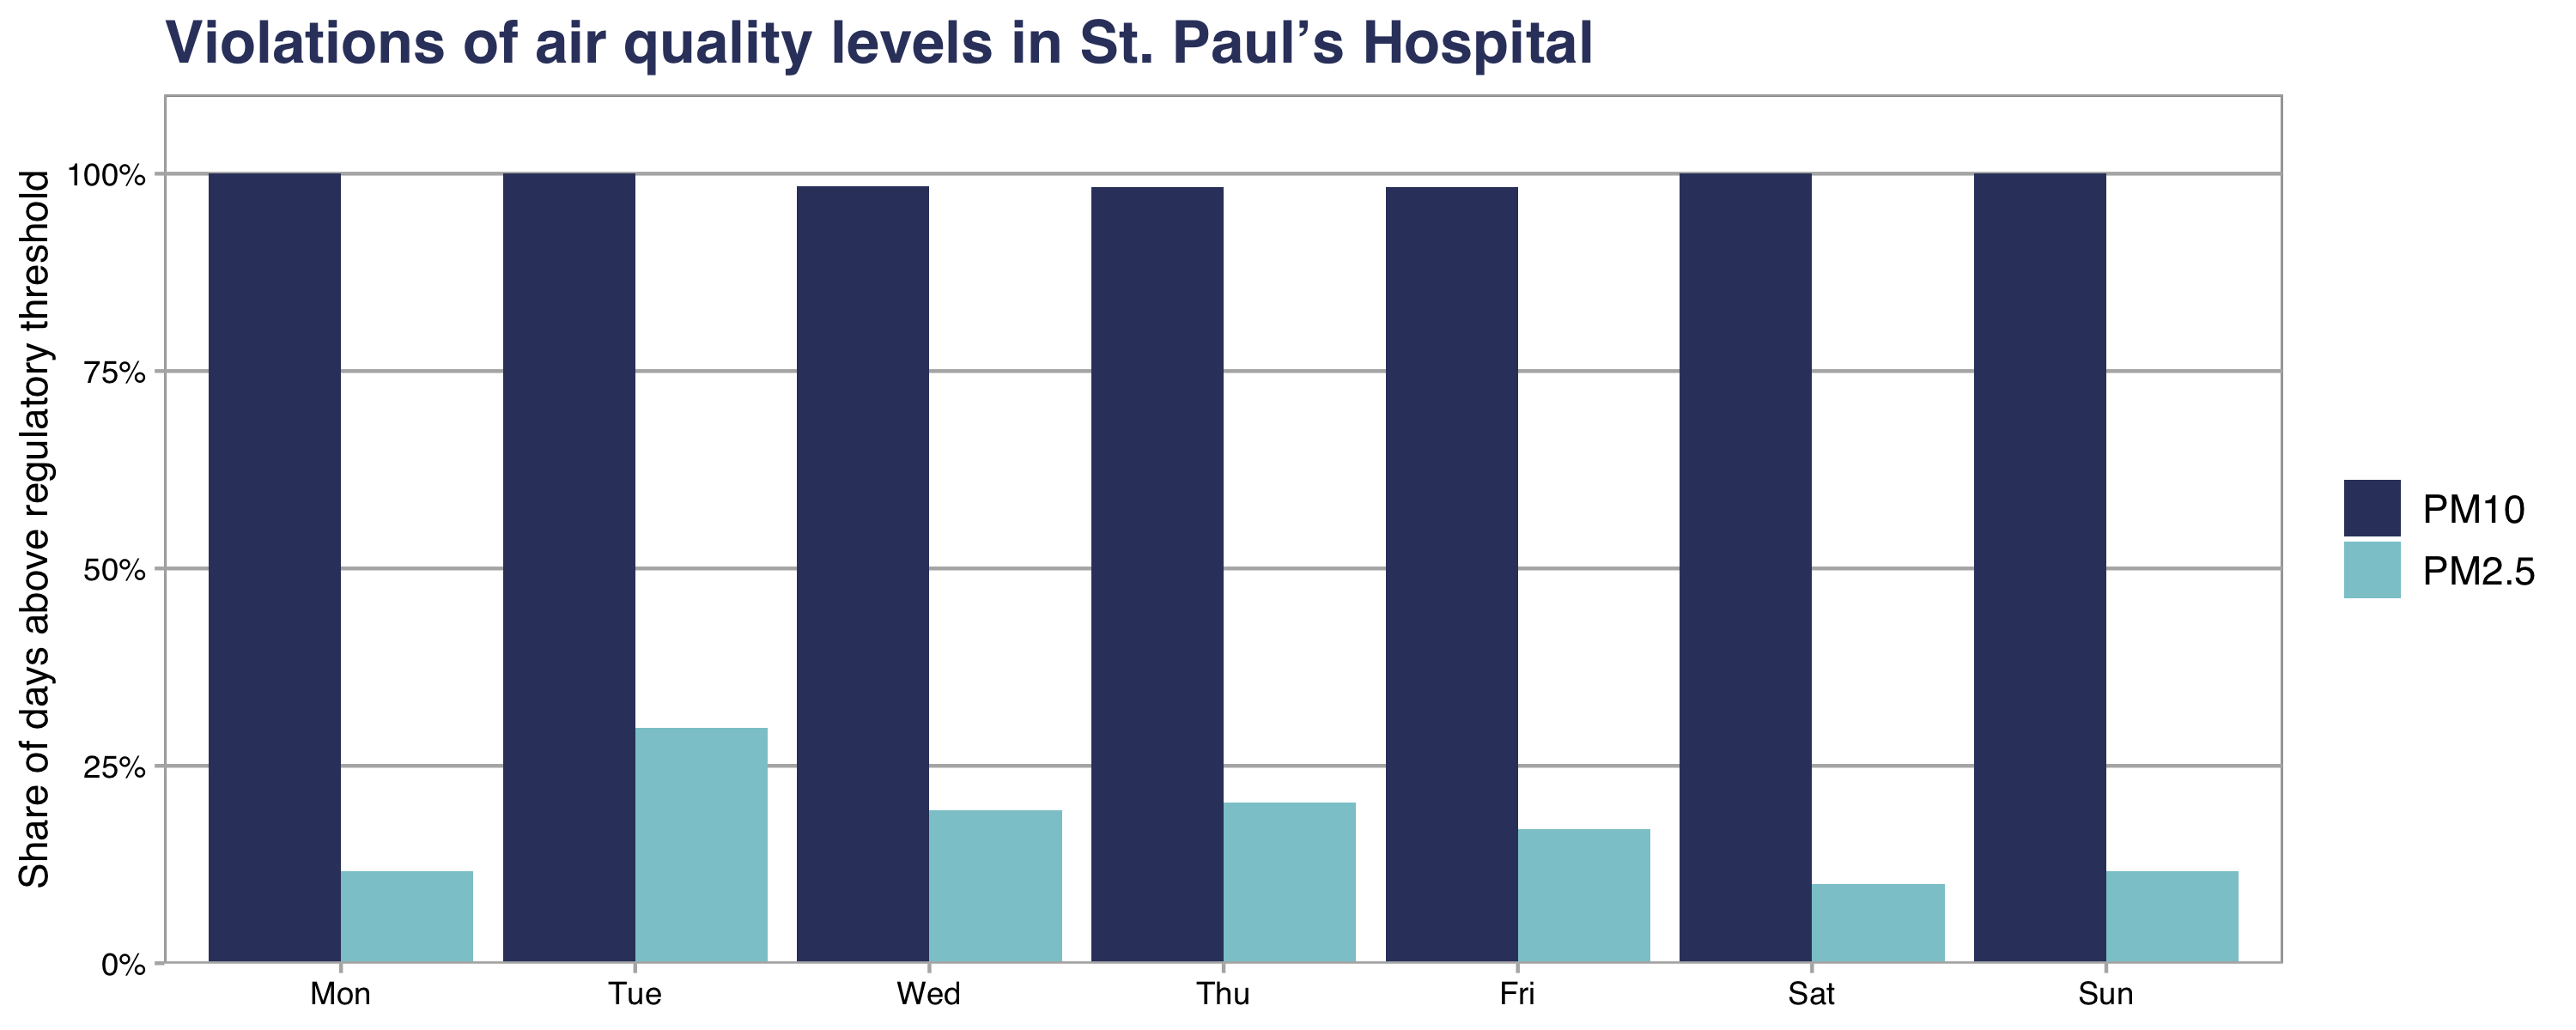 Violations of air quality levels in St. Paul’s Hospital
Share of days above regulatory threshold
100%
75%
50%
25%
0%
Mon Tue Wed Thu Fri Sat Sun
PM10
PM2.5